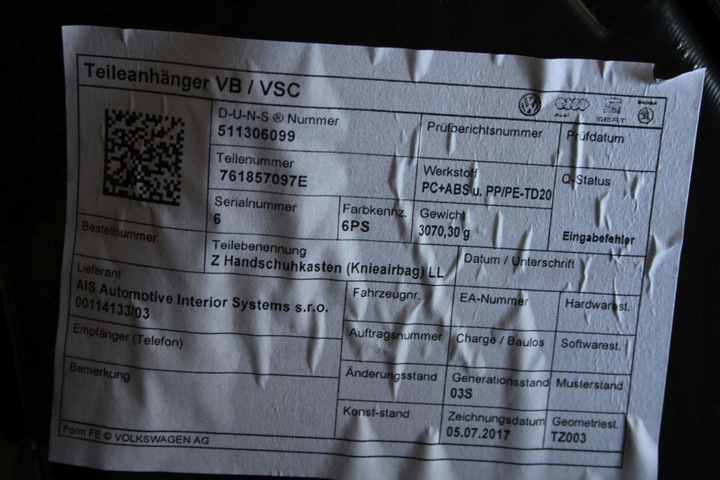 Teileanhänger VB / VSC
Audi SEAT
D-U-N-S ® Nummer
511306099
Prüfberichtsnummer
Prüfdatum
Teilenummer
761857097E
Werkstoff
PC+ABS u. PP/PE-TD20
Q-Status
Eingabefehler
Serialnummer
6
Farbkennz.
6PS
Gewicht
3070,30 g
Bestellnummer
Teilebenennung
Z Handschuhkasten (Knieairbag) LL
Datum / Unterschrift
Lieferant
AIS Automotive Interior Systems s.r.o.
00114133/03
Fahrzeugnr.
EA-Nummer
Hardwarest.
Empfänger (Telefon)
Auftragsnummer
Charge / Baulos
Softwarest.
Bemerkung
Änderungsstand
Generationsstand
03S
Musterstand
Konst-stand
Zeichnungsdatum
05.07.2017
Geometriest.
TZ003
Form FE © VOLKSWAGEN AG